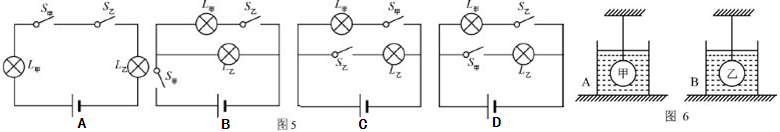 S甲 S乙 L甲 L乙 A
L甲 S乙 L乙 S甲 B
L甲 S甲 S乙 L乙 C
L甲 S乙 S甲 L乙 D
图5
甲 A 乙 B
图 6